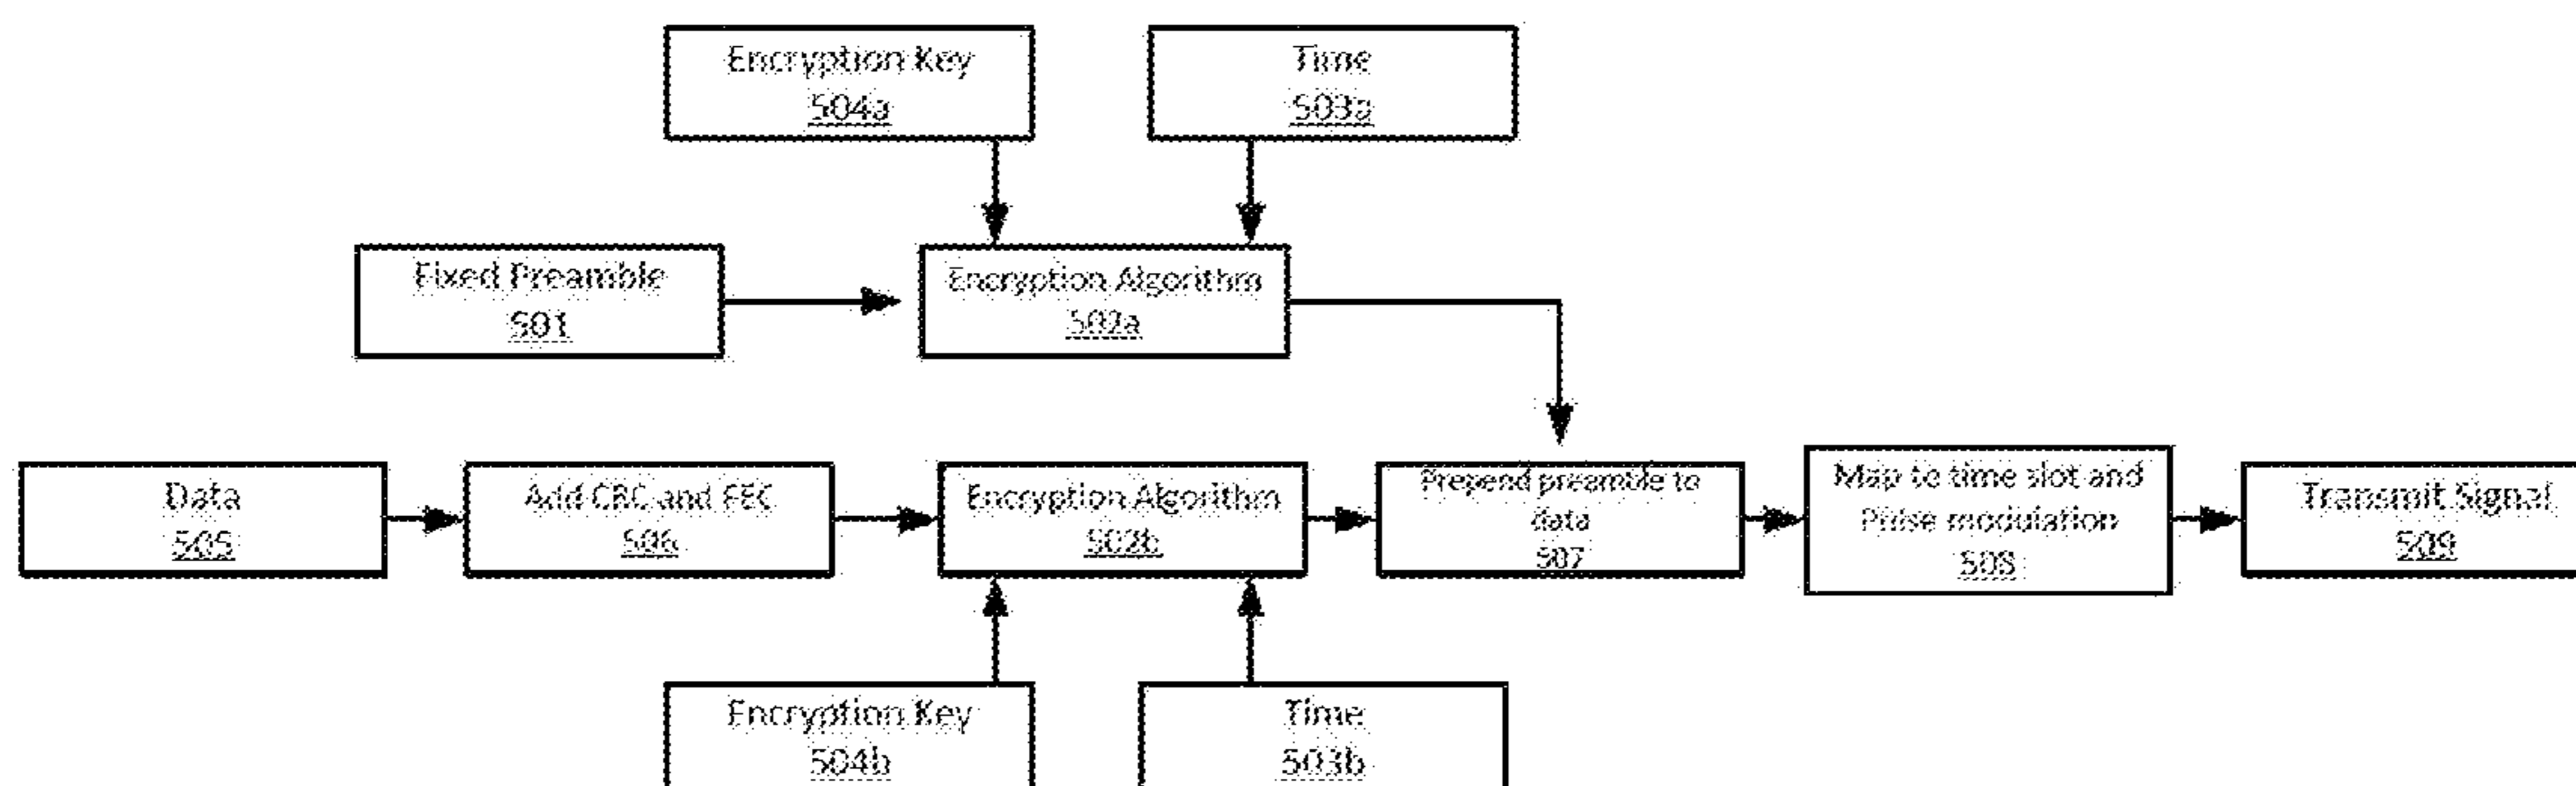 Encryption Key
504a
Time
503a
Fixed Preamble
501
Encryption Algorithm
502a
Data
505
Add CRC and FEC
506
Encryption Algorithm
502b
Prepend preamble to
data
507
Map to time slot and
Pulse modulation
508
Transmit Signal
509
Encryption Key
504b
Time
503b